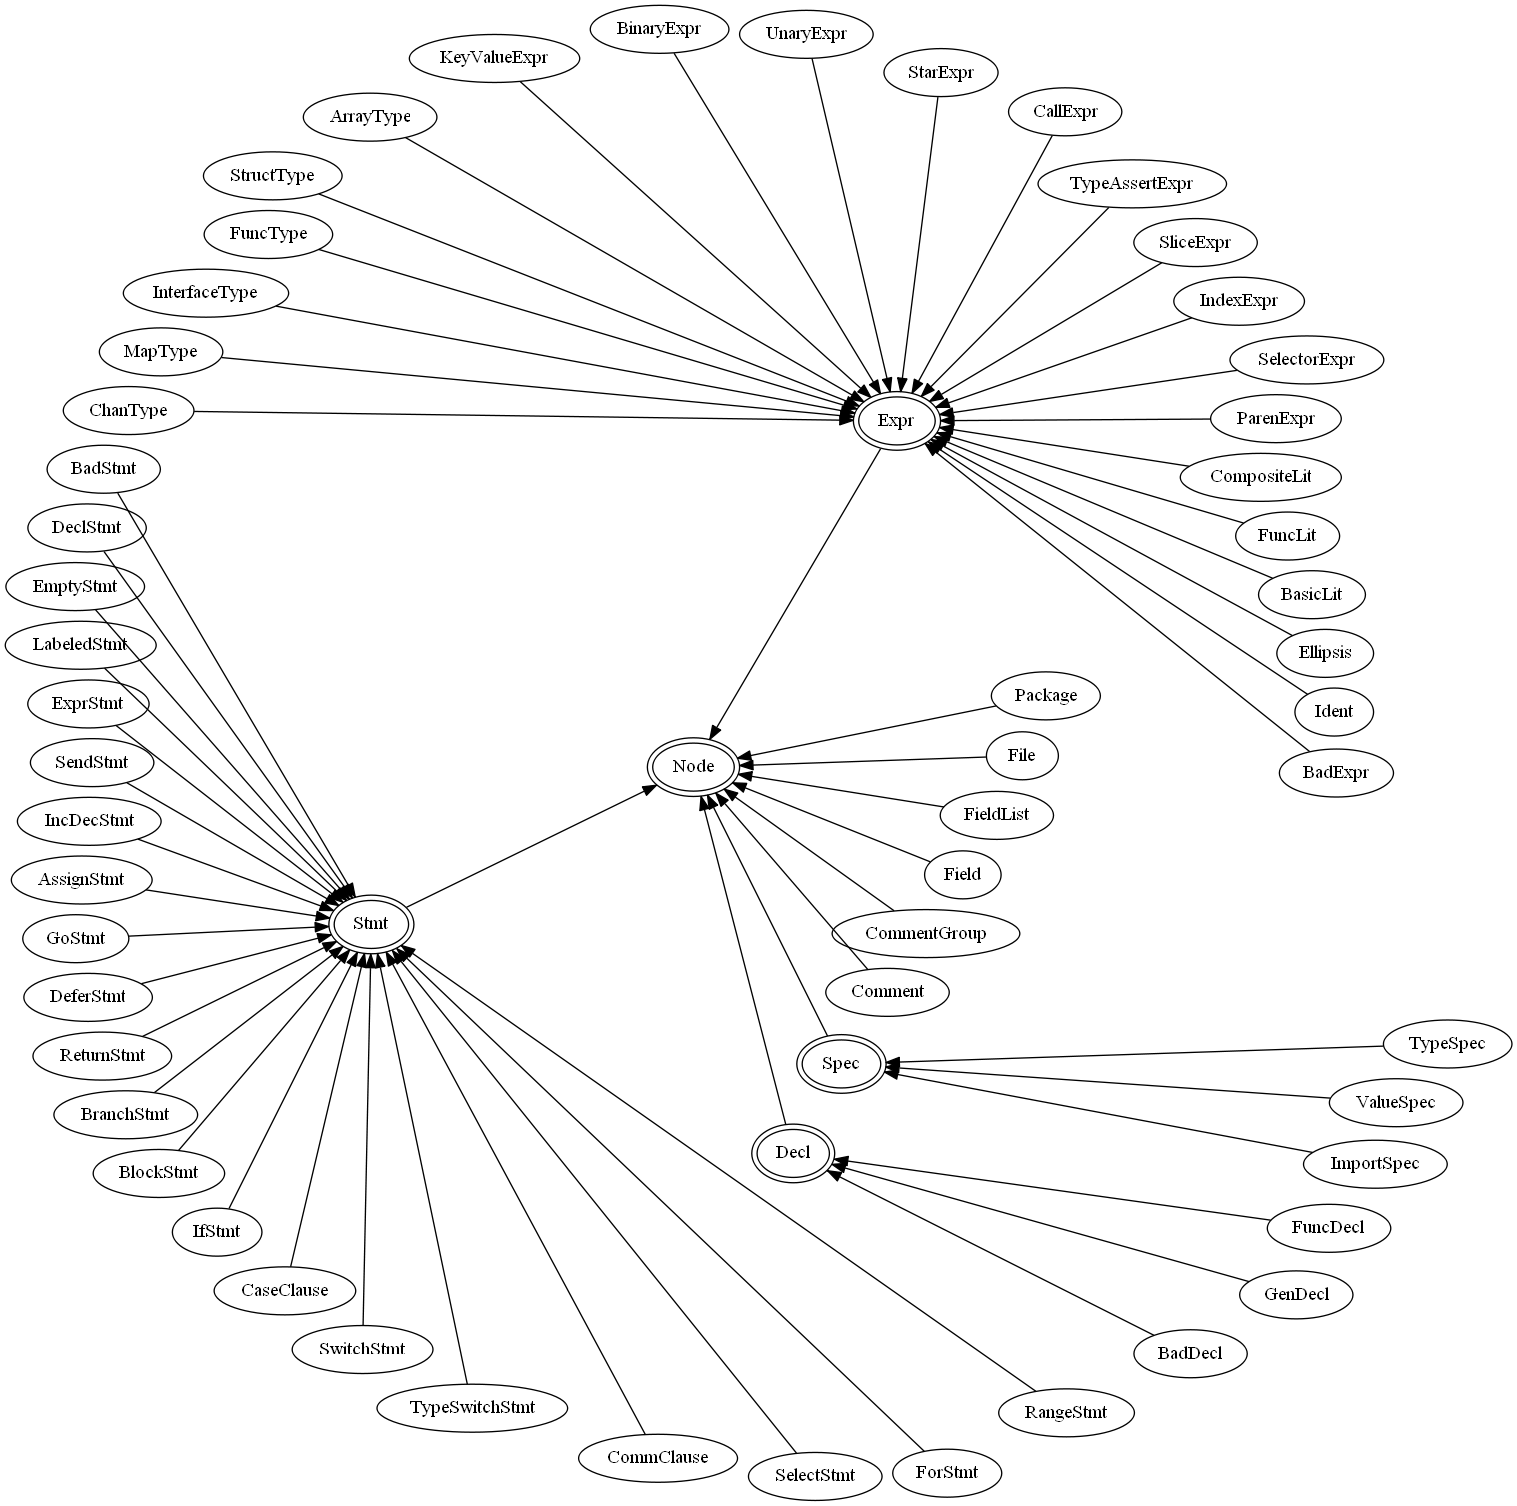 BinaryExpr
UnaryExpr
KeyValueExpr
StarExpr
CallExpr
ArrayType
StructType
TypeAssertExpr
FuncType
SliceExpr
InterfaceType
IndexExpr
MapType
SelectorExpr
ChanType
Expr
ParenExpr
BadStmt
CompositeLit
DeclStmt
FuncLit
EmptyStmt
BasicLit
LabeledStmt
Ellipsis
ExprStmt
Package
Ident
SendStmt
Node
File
BadExpr
IncDecStmt
FieldList
AssignStmt
Field
GoStmt
Stmt
CommentGroup
DeferStmt
Comment
ReturnStmt
Spec
TypeSpec
BranchStmt
ValueSpec
BlockStmt
Decl
ImportSpec
IfStmt
FuncDecl
CaseClause
GenDecl
SwitchStmt
BadDecl
TypeSwitchStmt
RangeStmt
CommClause
SelectStmt
ForStmt